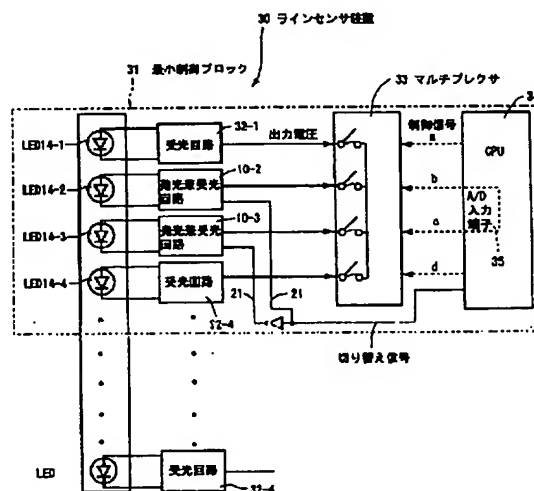 30 ラインセンサ装置
31 最小制御ブロック
33 マルチプレクサ
3
32-1
LED14-1
受光回路
出力電圧
制御信号
a
CPU
10-2
LED14-2
発光兼受光
回路
b
A/D
入力
端子
10-3
LED14-3
発光兼受光
回路
35
LED14-4
受光回路
d
21
21
切り替え信号
LED
受光回路